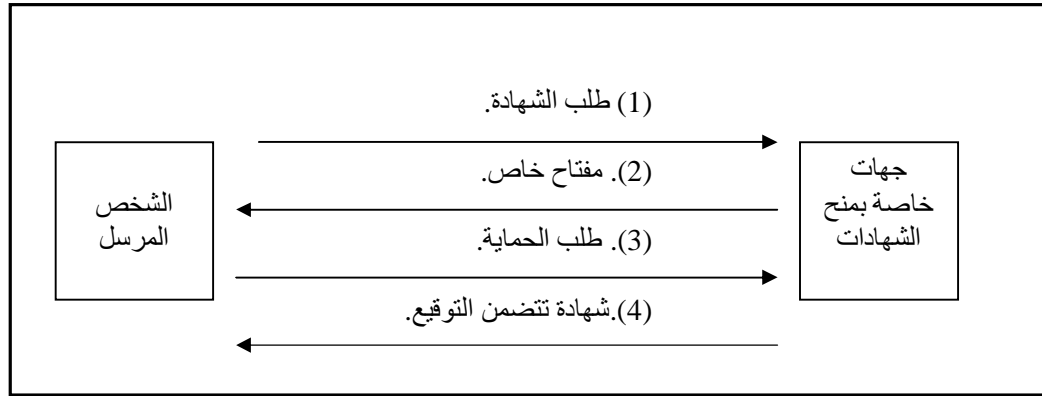 (1) طلب الشهادة.
جهات
خاصة بمنح
الشهادات
(2). مفتاح خاص.
الشخص
المرسل
(3). طلب الحماية.
(4).شهادة تتضمن التوقيع.